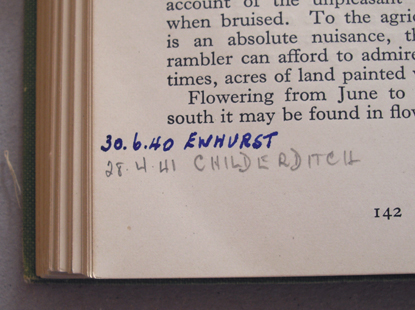 account of the unpleasant
when bruised. To the agri
is an absolute nuisance, th
rambler can afford to admire
times, acres of land painted
Flowering from June to
south it may be found in flow
30.6.40 EWHURST
28.4.41 CHILDERDITCH
142